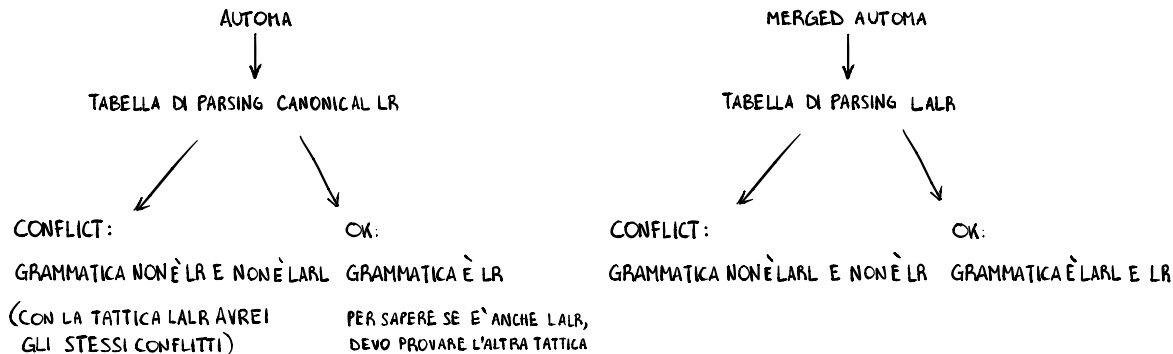 AUTOMA
TABELLA DI PARSING CANONICAL LR
CONFLICT:
GRAMMATICA NON È LR E NON È LARL
(CON LA TATTICA LALR AVREI
GLI STESSI CONFLITTI)
OK:
GRAMMATICA È LR
PER SAPERE SE E' ANCHE LALR,
DEVO PROVARE L'ALTRA TATTICA
MERGED AUTOMA
TABELLA DI PARSING LALR
CONFLICT:
GRAMMATICA NON È LARL E NON È LR
OK:
GRAMMATICA È LARL E LR